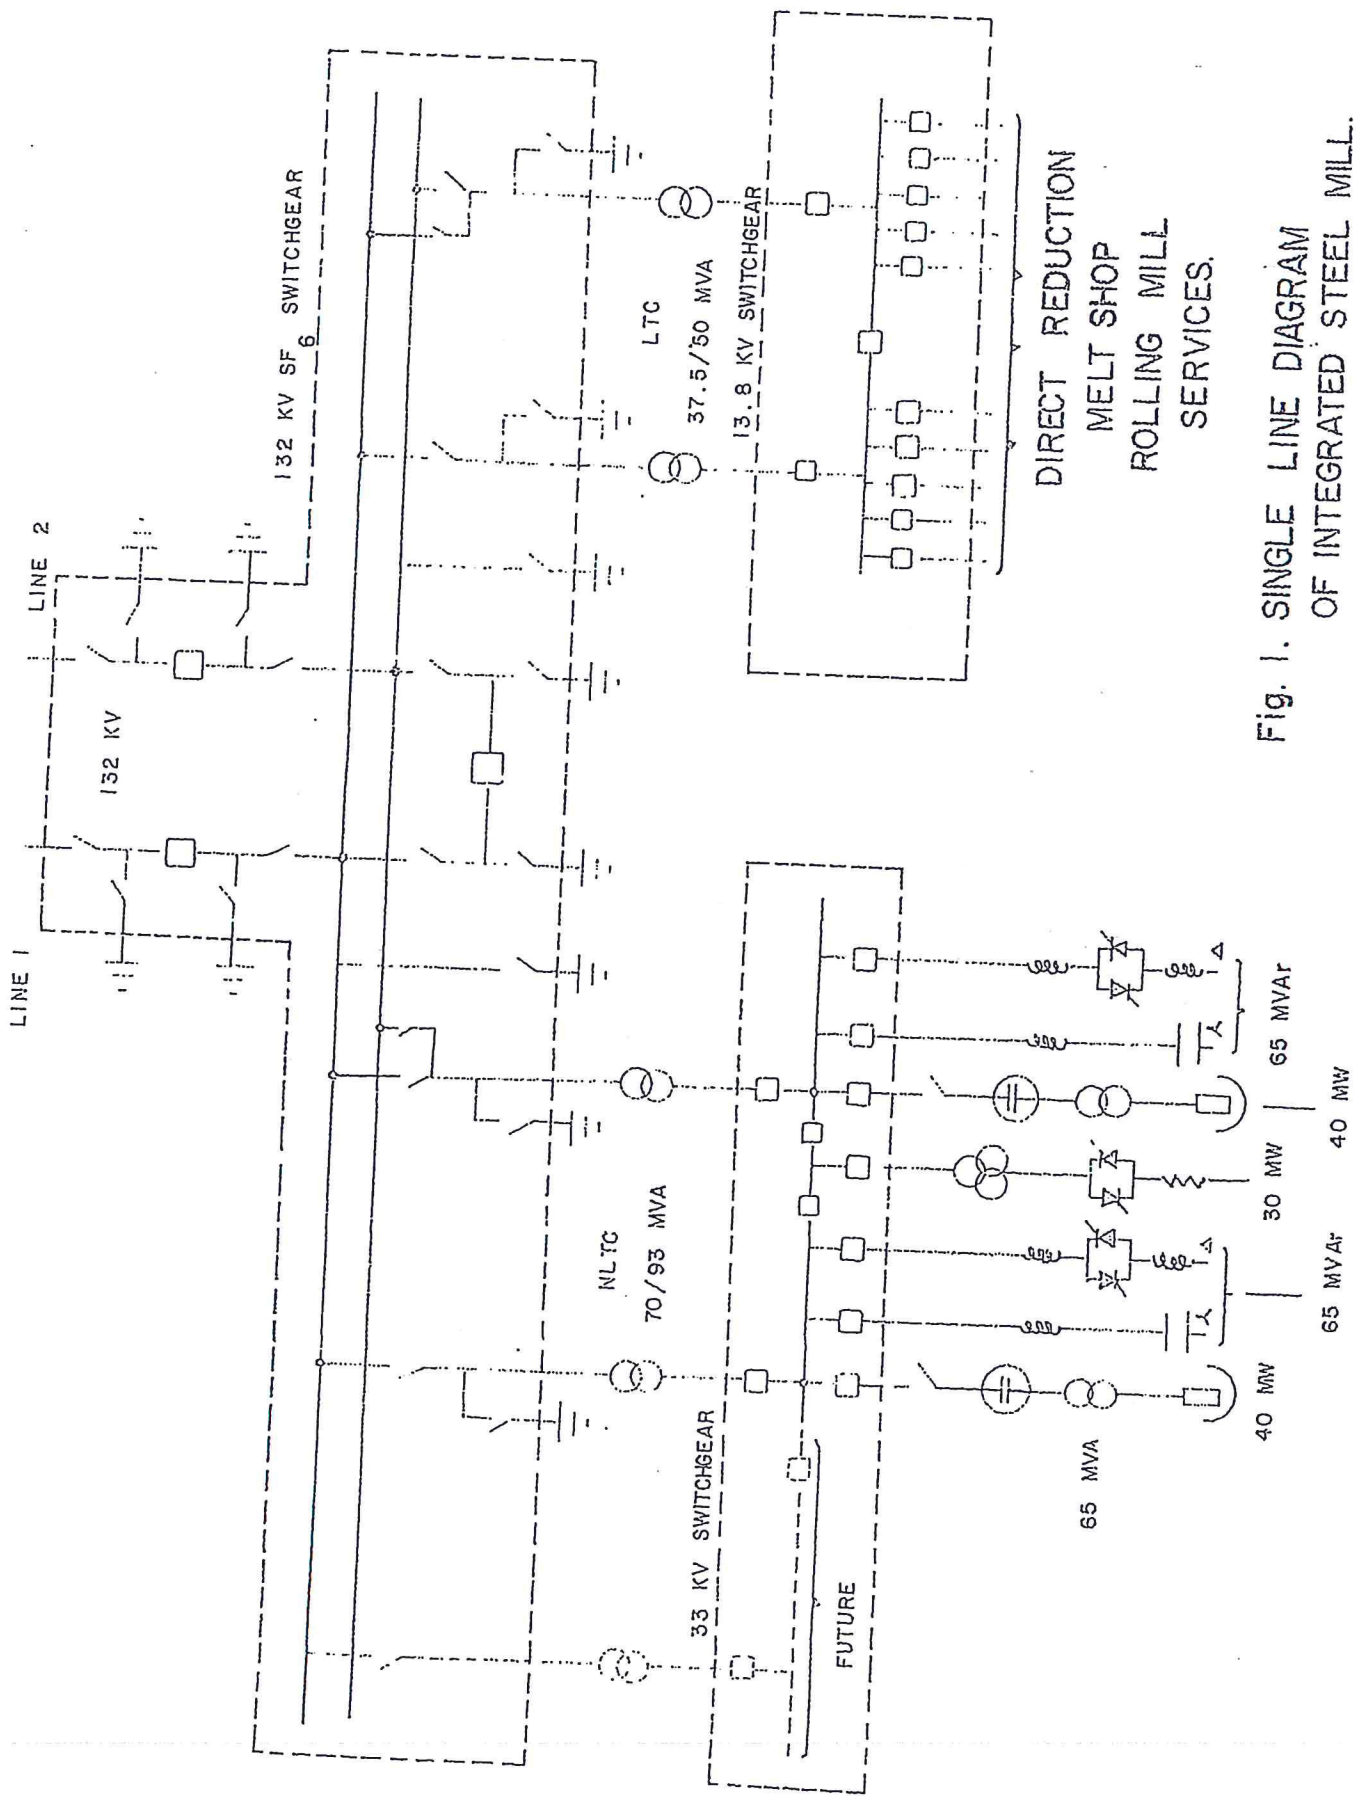 LINE 1
LINE 2
132 KV
132 KV SF6 SWITCHGEAR
NLTC
70/93 MVA
LTC
37.5/50 MVA
33 KV SWITCHGEAR
13.8 KV SWITCHGEAR
FUTURE
65 MVA
40 MW
65 MVAr
30 MW
40 MW
65 MVAr
DIRECT REDUCTION
MELT SHOP
ROLLING MILL
SERVICES.
Fig. 1. SINGLE LINE DIAGRAM
OF INTEGRATED STEEL MILL.